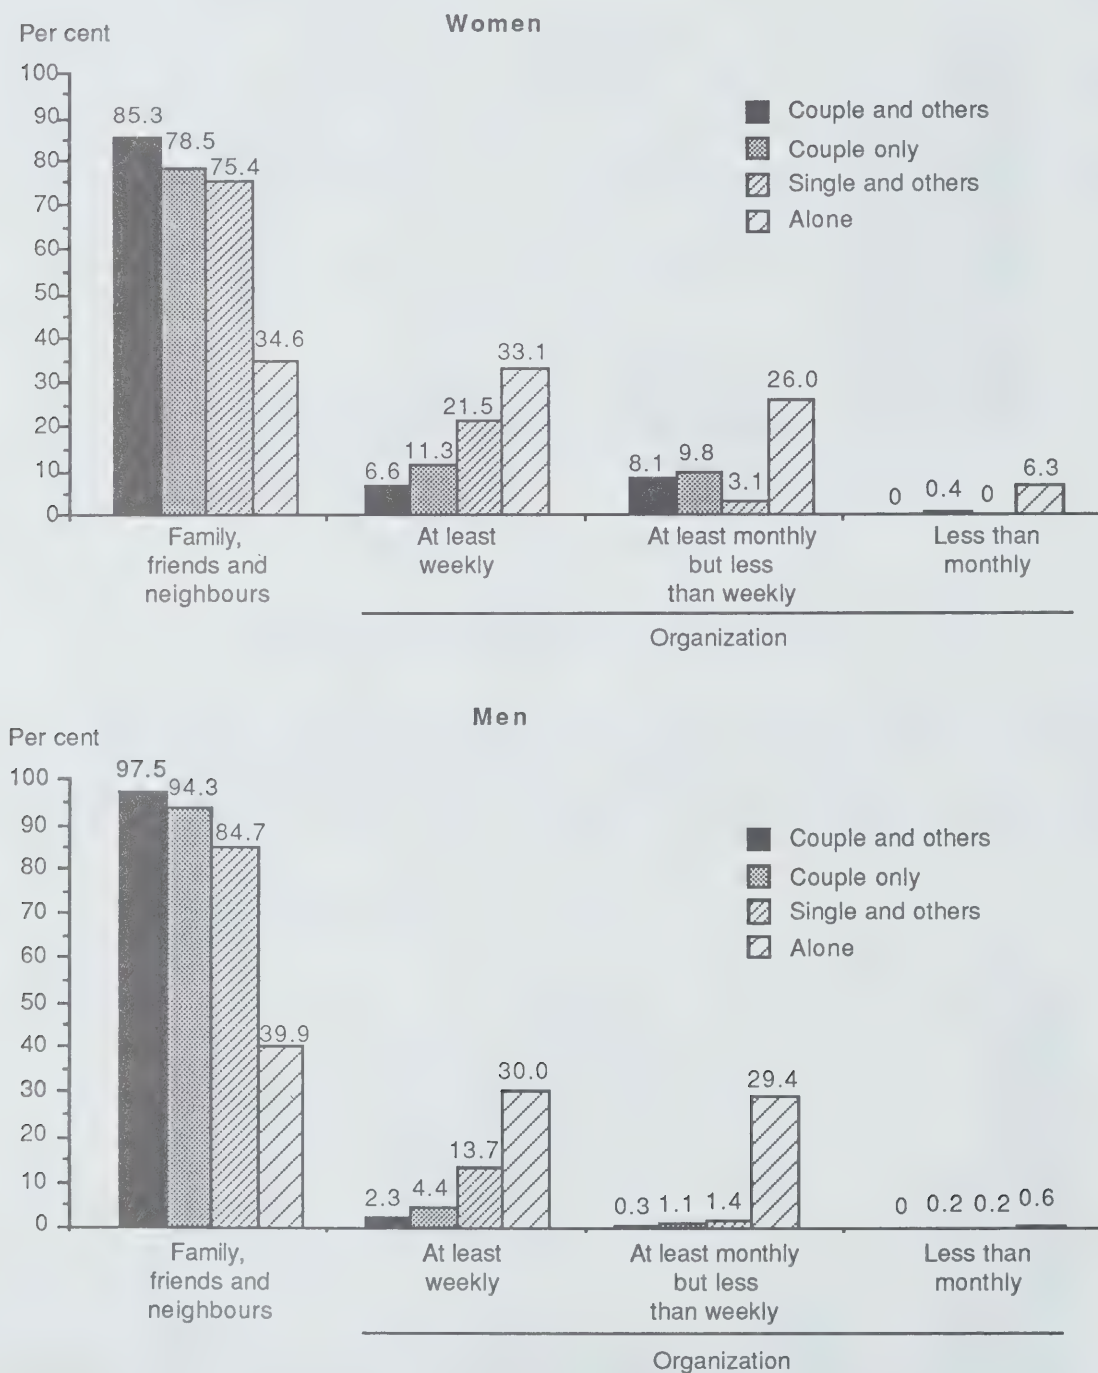 Women
Per cent
100
90
80
70
60
50
40
30
20
10
0
85.3
78.5
75.4
34.6
6.6
11.3
21.5
33.1
8.1
9.8
3.1
26.0
0
0.4
0
6.3
Couple and others
Couple only
Single and others
Alone
Family,
friends and
neighbours
At least
weekly
At least monthly
but less
than weekly
Less than
monthly
Organization
Men
Per cent
100
90
80
70
60
50
40
30
20
10
0
97.5
94.3
84.7
39.9
2.3
4.4
13.7
30.0
0.3
1.1
1.4
29.4
0
0.2
0.2
0.6
Couple and others
Couple only
Single and others
Alone
Family,
friends and
neighbours
At least
weekly
At least monthly
but less
than weekly
Less than
monthly
Organization